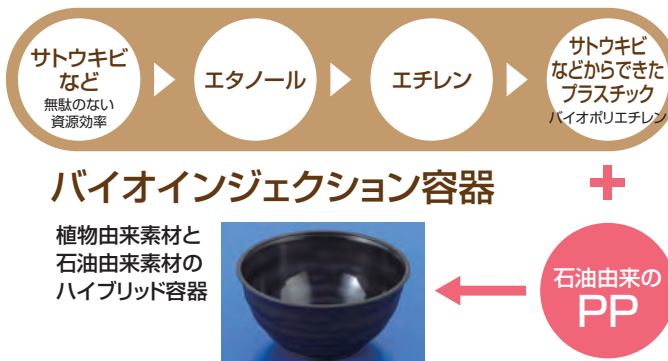 サトウキビ
など
無駄のない
資源効率
エタノール
エチレン
サトウキビ
などからできた
プラスチック
バイオポリエチレン
バイオインジェクション容器
+
植物由来素材と
石油由来素材の
ハイブリッド容器
石油由来の
PP